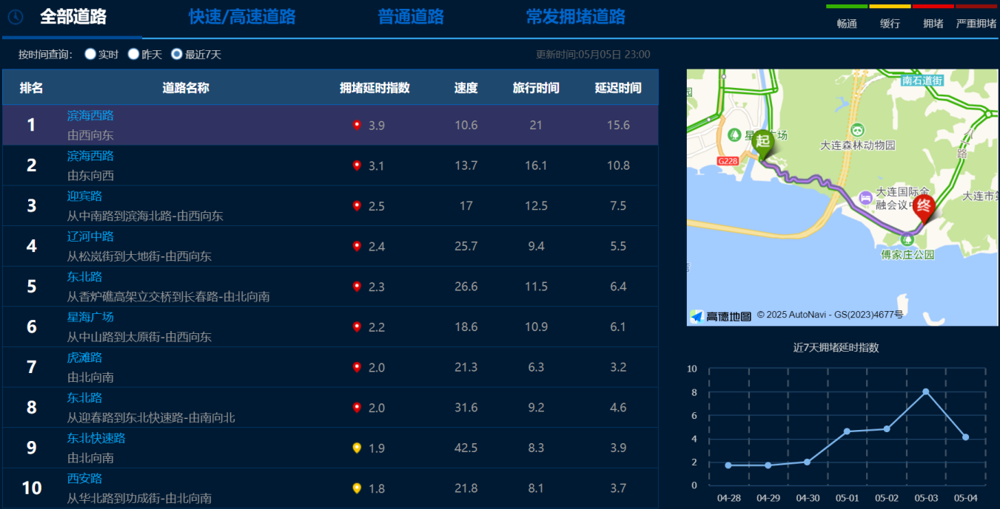 全部道路
快速/高速道路
普通道路
常发拥堵道路
畅通 缓行 拥堵 严重拥堵
按时间查询: 实时 昨天 最近7天
更新时间:05月05日 23:00
排名 道路名称 拥堵延时指数 速度 旅行时间 延迟时间
1 滨海西路 3.9 10.6 21 15.6
由西向东
2 滨海西路 3.1 13.7 16.1 10.8
由东向西
3 迎宾路 2.5 17 12.5 7.5
从中南路到滨海北路-由西向东
4 辽河中路 2.4 25.7 9.4 5.5
从松岚街到大地街-由西向东
5 东北路 2.3 26.6 11.5 6.4
从香炉礁高架立交桥到长春路-由北向南
6 星海广场 2.2 18.6 10.9 6.1
从中山路到太原街-由西向东
7 虎滩路 2.0 21.3 6.3 3.2
由北向南
8 东北路 2.0 31.6 9.2 4.6
从迎春路到东北快速路-由南向北
9 东北快速路 1.9 42.5 8.3 3.9
由北向南
10 西安路 1.8 21.8 8.1 3.7
从华北路到功成街-由北向南
南石道街
园
星
广场
起
G228
大连森林动物园
路
大连国际金
融会议中
终
大连市第
傅家庄公园
湾
高德地图 © 2025 AutoNavi - GS(2023)4677号
近7天拥堵延时指数
10
8
6
4
2
0
04-28 04-29 04-30 05-01 05-02 05-03 05-04